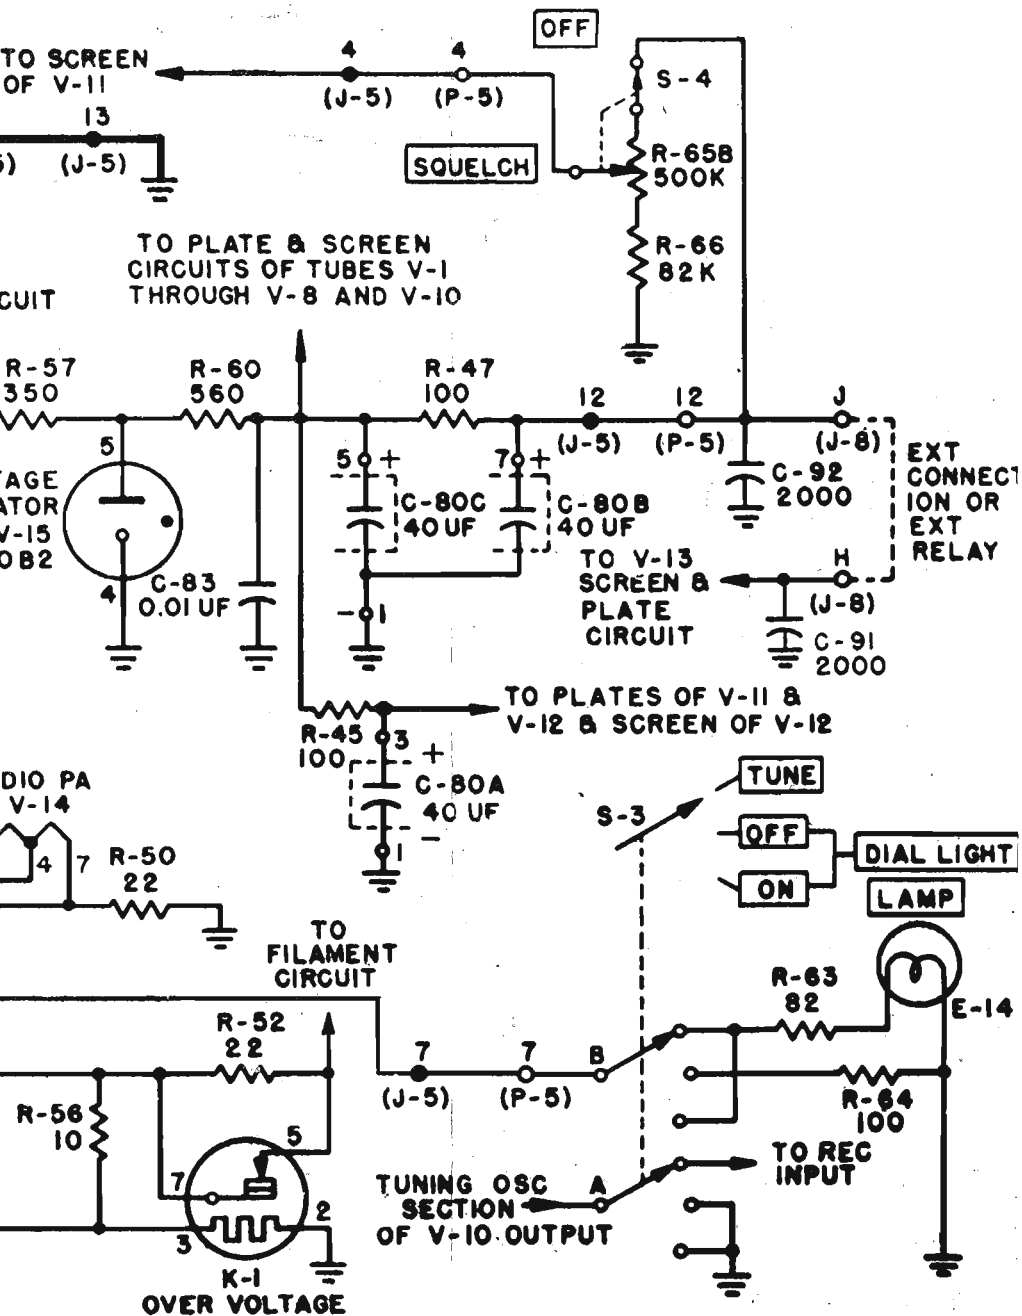 OFF
TO SCREEN
OF V-11
4
4
(J-5)
(P-5)
S-4
13
(J-5)
SQUELCH
R-65B
500K
R-66
82K
TO PLATE & SCREEN
CIRCUITS OF TUBES V-1
THROUGH V-8 AND V-10
CUIT
R-57
350
R-60
560
R-47
100
12
12
J
(J-5)
(P-5)
(J-8)
5
5
+
7
+
TAGE
ATOR
V-15
OB2
C-80C
40 UF
C-80B
40 UF
C-92
2000
EXT
CONNECT
ION OR
EXT
RELAY
4
C-83
0.01 UF
-
1
TO V-13
SCREEN &
PLATE
CIRCUIT
H
(J-8)
C-91
2000
R-45
100
3
+
TO PLATES OF V-11 &
V-12 & SCREEN OF V-12
C-80A
40 UF
-
1
DIO PA
V-14
4
7
R-50
22
S-3
TUNE
OFF
ON
DIAL LIGHT
LAMP
TO
FILAMENT
CIRCUIT
R-52
22
R-63
82
E-14
7
7
B
(J-5)
(P-5)
R-64
100
R-56
10
5
7
3
2
K-1
OVER VOLTAGE
TUNING OSC
SECTION
OF V-10 OUTPUT
A
TO REC
INPUT